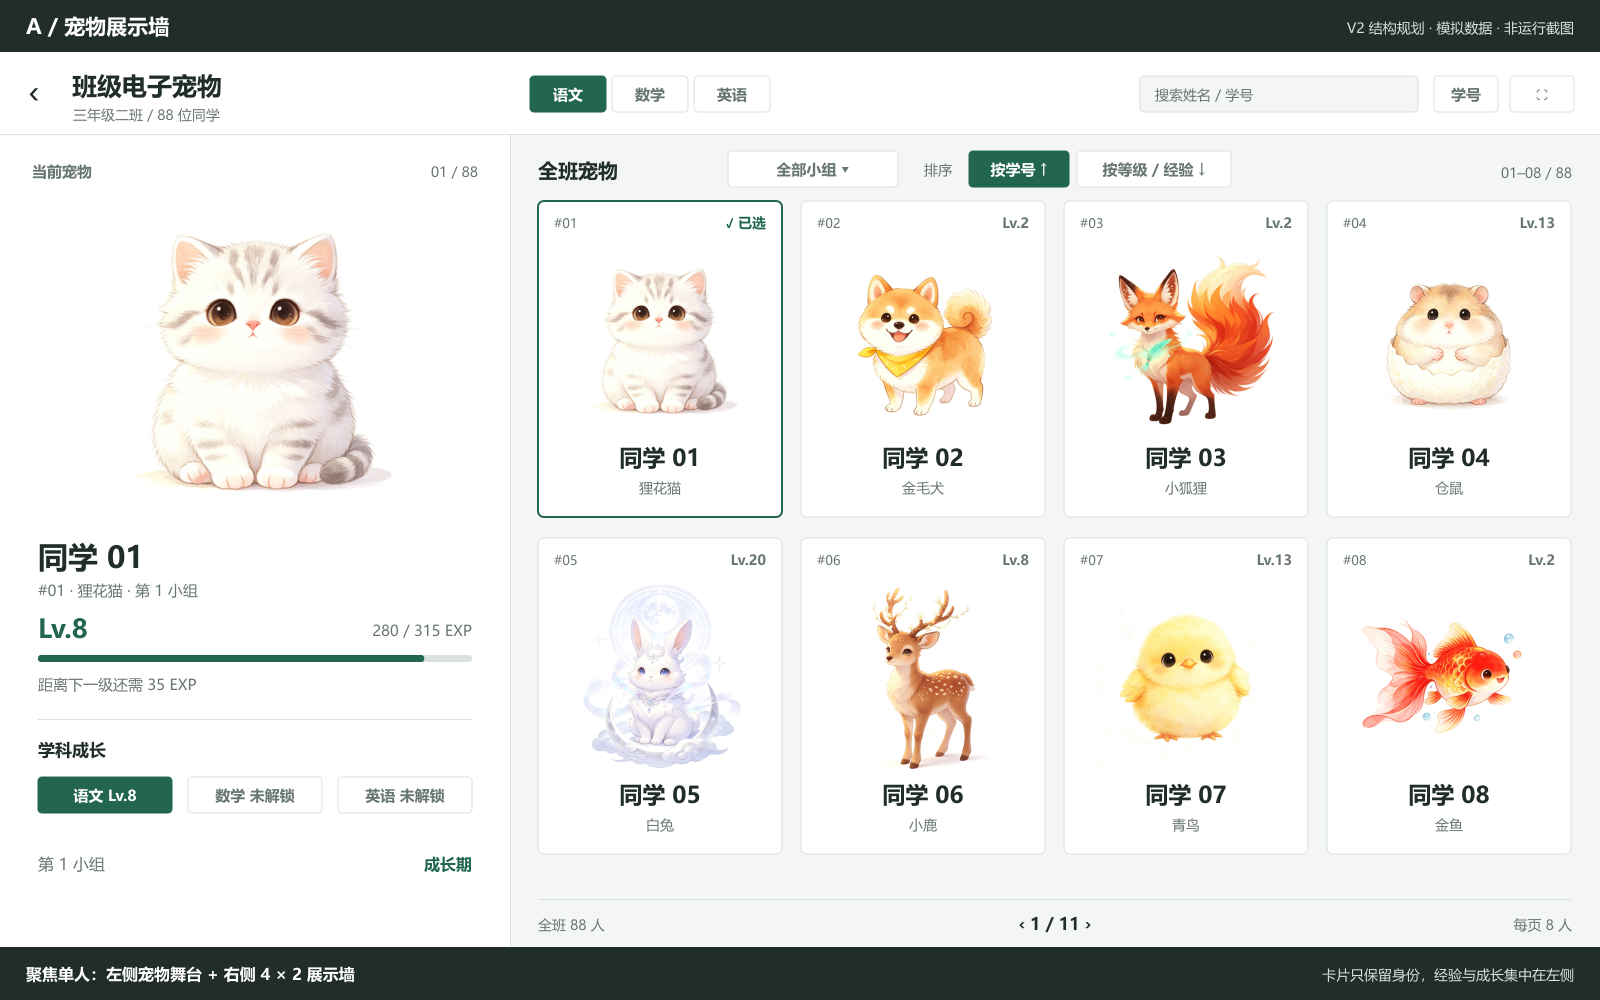 A / 宠物展示墙
V2 结构规划 · 模拟数据 · 非运行截图
‹
班级电子宠物
三年级二班 / 88 位同学
语文
数学
英语
搜索姓名 / 学号
学号
当前宠物
01 / 88
同学 01
#01 · 狸花猫 · 第 1 小组
Lv.8
280 / 315 EXP
距离下一级还需 35 EXP
学科成长
语文 Lv.8
数学 未解锁
英语 未解锁
第 1 小组
成长期
全班宠物
全部小组 ▾
排序
按学号 ↑
按等级 / 经验 ↓
01–08 / 88
#01
✓ 已选
同学 01
狸花猫
#02
Lv.2
同学 02
金毛犬
#03
Lv.2
同学 03
小狐狸
#04
Lv.13
同学 04
仓鼠
#05
Lv.20
同学 05
白兔
#06
Lv.8
同学 06
小鹿
#07
Lv.13
同学 07
青鸟
#08
Lv.2
同学 08
金鱼
全班 88 人
‹ 1 / 11 ›
每页 8 人
聚焦单人：左侧宠物舞台 + 右侧 4 × 2 展示墙
卡片只保留身份，经验与成长集中在左侧